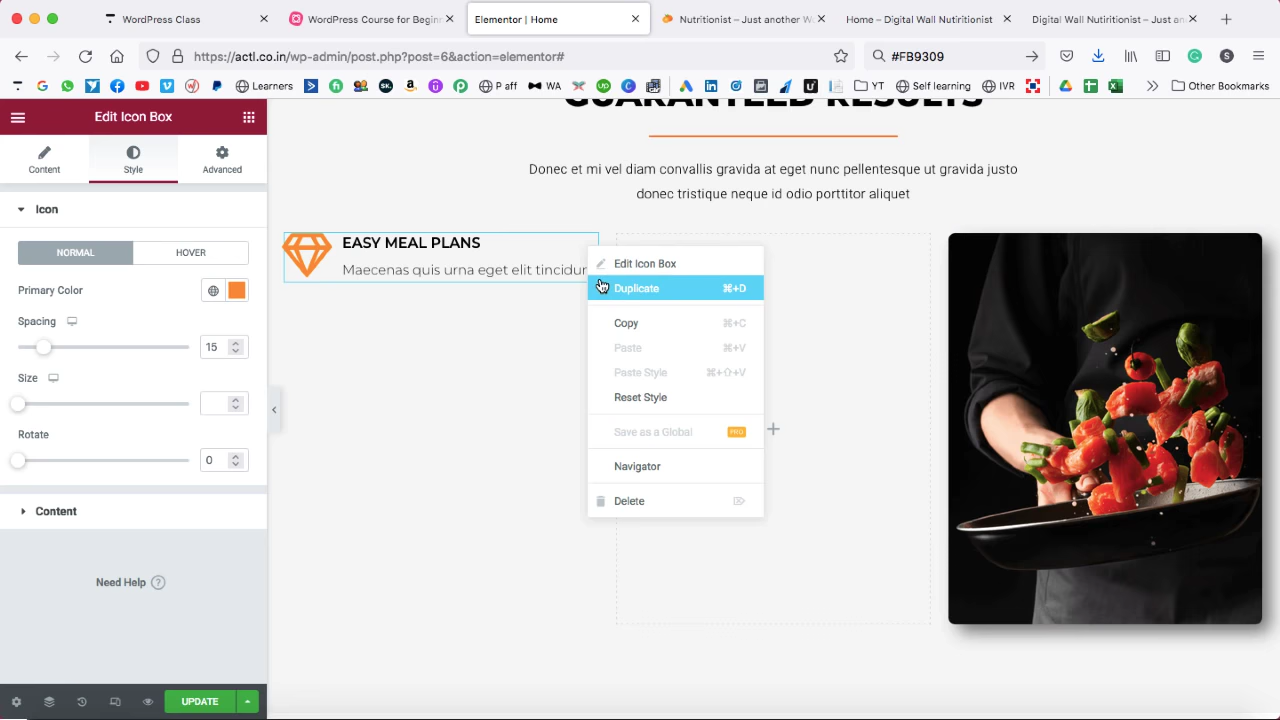 WordPress Class
WordPress Course for Beginn
Elementor | Home
Nutritionist – Just another W
Home – Digital Wall Nutiritionist
Digital Wall Nutiritionist – Just an
https://actl.co.in/wp-admin/post.php?post=6&action=elementor#
#FB9309
Learners
P aff
WA
YT
Self learning
IVR
Other Bookmarks
Edit Icon Box
Content
Style
Advanced
Icon
NORMAL
HOVER
Primary Color
Spacing
15
Size
Rotate
0
Content
Need Help
UPDATE
GUARANTEED RESULTS
Donec et mi vel diam convallis gravida at eget nunc pellentesque ut gravida justo
donec tristique neque id odio porttitor aliquet
EASY MEAL PLANS
Maecenas quis urna eget elit tincidun
Edit Icon Box
Duplicate ⌘+D
Copy ⌘+C
Paste ⌘+V
Paste Style ⌘+⇧+V
Reset Style
Save as a Global PRO
Navigator
Delete